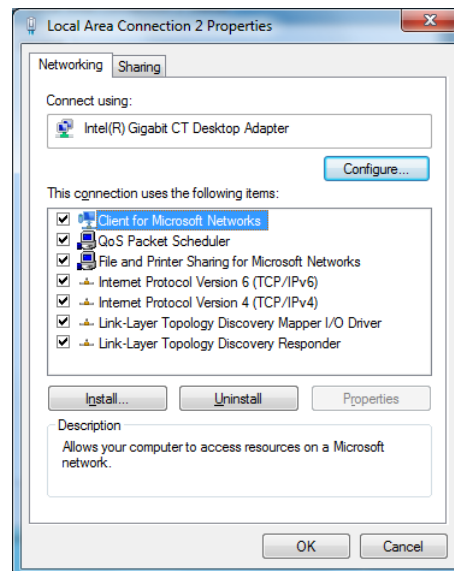 Local Area Connection 2 Properties
Networking
Sharing
Connect using:
Intel(R) Gigabit CT Desktop Adapter
Configure...
This connection uses the following items:
Client for Microsoft Networks
QoS Packet Scheduler
File and Printer Sharing for Microsoft Networks
Internet Protocol Version 6 (TCP/IPv6)
Internet Protocol Version 4 (TCP/IPv4)
Link-Layer Topology Discovery Mapper I/O Driver
Link-Layer Topology Discovery Responder
Install...
Uninstall
Properties
Description
Allows your computer to access resources on a Microsoft
network.
OK
Cancel